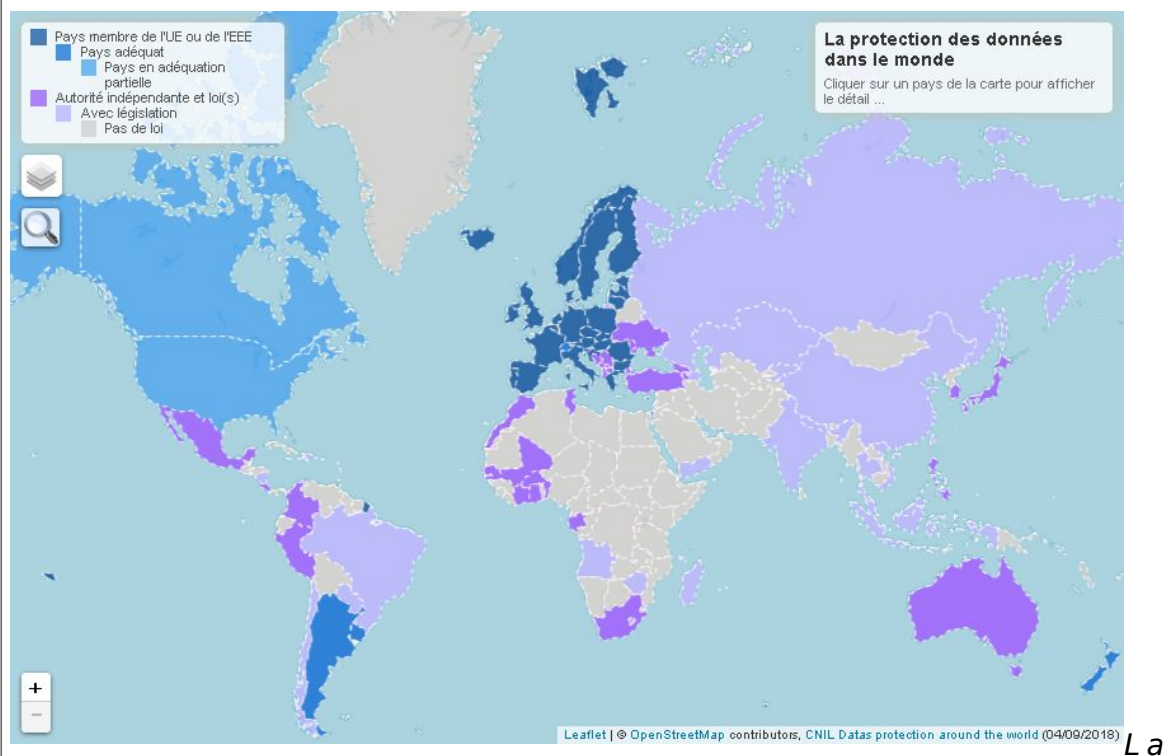 Pays membre de l'UE ou de l'EEE
Pays adéquat
Pays en adéquation
partielle
Autorité indépendante et loi(s)
Avec législation
Pas de loi
La protection des données
dans le monde
Cliquer sur un pays de la carte pour afficher
le détail ...
+
-
Leaflet | © OpenStreetMap contributors, CNIL Datas protection around the world (04/09/2018)
La